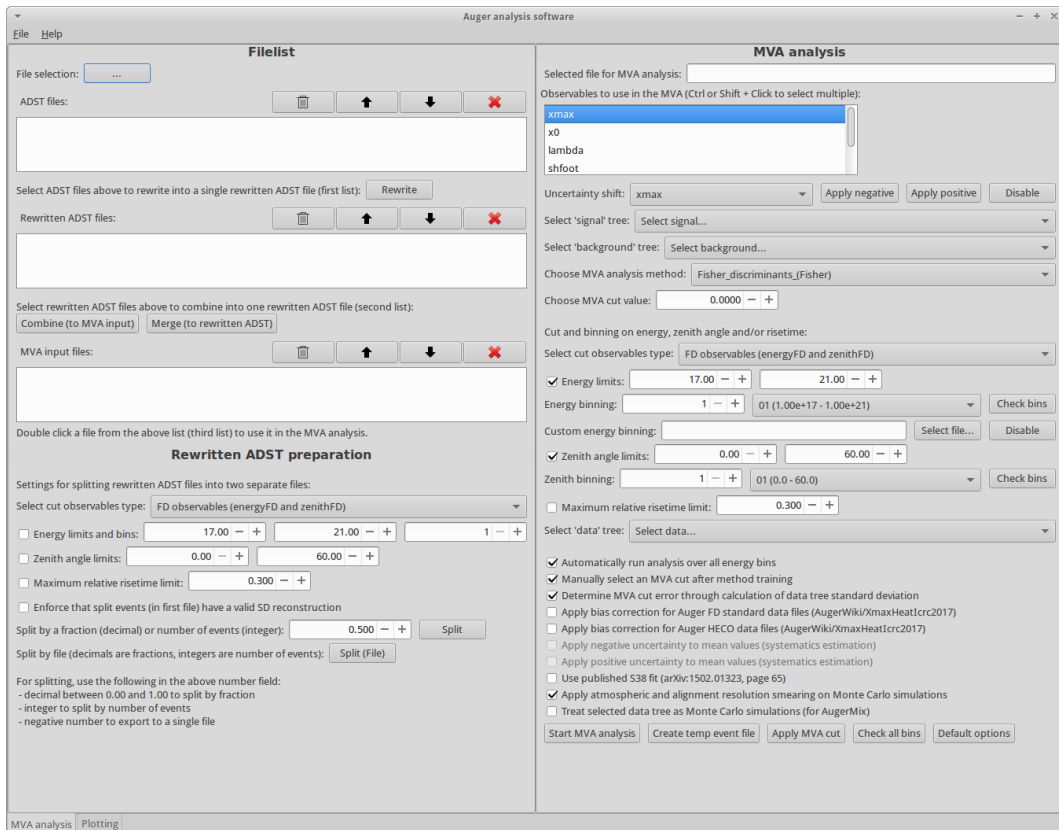 Auger analysis software
File Help
Filelist
File selection: ...
ADST files:
Select ADST files above to rewrite into a single rewritten ADST file (first list): Rewrite
Rewritten ADST files:
Select rewritten ADST files above to combine into one rewritten ADST file (second list):
Combine (to MVA input) Merge (to rewritten ADST)
MVA input files:
Double click a file from the above list (third list) to use it in the MVA analysis.
Rewritten ADST preparation
Settings for splitting rewritten ADST files into two separate files:
Select cut observables type: FD observables (energyFD and zenithFD)
Energy limits and bins: 17.00 − + 21.00 − + 1 − +
Zenith angle limits: 0.00 − + 60.00 − +
Maximum relative risetime limit: 0.300 − +
Enforce that split events (in first file) have a valid SD reconstruction
Split by a fraction (decimal) or number of events (integer): 0.500 − + Split
Split by file (decimals are fractions, integers are number of events): Split (File)
For splitting, use the following in the above number field:
- decimal between 0.00 and 1.00 to split by fraction
- integer to split by number of events
- negative number to export to a single file
MVA analysis
Selected file for MVA analysis:
Observables to use in the MVA (Ctrl or Shift + Click to select multiple):
xmax
x0
lambda
shfoot
Uncertainty shift: xmax Apply negative Apply positive Disable
Select 'signal' tree: Select signal...
Select 'background' tree: Select background...
Choose MVA analysis method: Fisher_discriminants_(Fisher)
Choose MVA cut value: 0.0000 − +
Cut and binning on energy, zenith angle and/or risetime:
Select cut observables type: FD observables (energyFD and zenithFD)
Energy limits: 17.00 − + 21.00 − +
Energy binning: 1 − + 01 (1.00e+17 - 1.00e+21) Check bins
Custom energy binning: Select file... Disable
Zenith angle limits: 0.00 − + 60.00 − +
Zenith binning: 1 − + 01 (0.0 - 60.0) Check bins
Maximum relative risetime limit: 0.300 − +
Select 'data' tree: Select data...
Automatically run analysis over all energy bins
Manually select an MVA cut after method training
Determine MVA cut error through calculation of data tree standard deviation
Apply bias correction for Auger FD standard data files (AugerWiki/XmaxHeatIcrc2017)
Apply bias correction for Auger HECO data files (AugerWiki/XmaxHeatIcrc2017)
Apply negative uncertainty to mean values (systematics estimation)
Apply positive uncertainty to mean values (systematics estimation)
Use published S38 fit (arXiv:1502.01323, page 65)
Apply atmospheric and alignment resolution smearing on Monte Carlo simulations
Treat selected data tree as Monte Carlo simulations (for AugerMix)
Start MVA analysis Create temp event file Apply MVA cut Check all bins Default options
MVA analysis Plotting